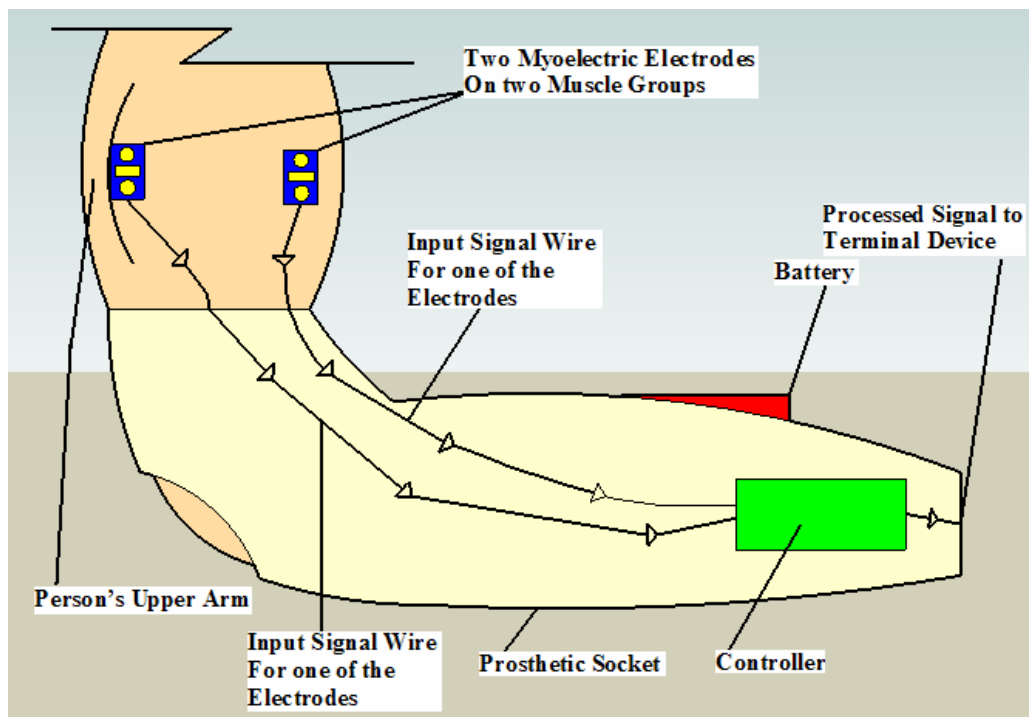 Two Myoelectric Electrodes
On two Muscle Groups
Processed Signal to
Terminal Device
Input Signal Wire
For one of the
Electrodes
Battery
Person's Upper Arm
Input Signal Wire
For one of the
Electrodes
Prosthetic Socket
Controller